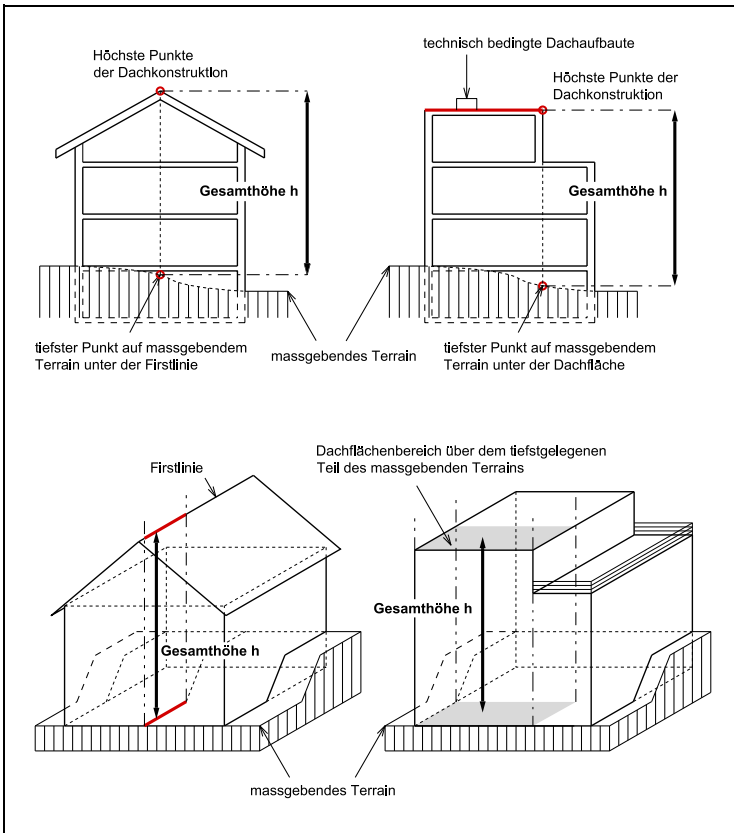 Höchste Punkte
der Dachkonstruktion
technisch bedingte Dachaufbaute
Höchste Punkte der
Dachkonstruktion
Gesamthöhe h
Gesamthöhe h
tiefster Punkt auf massgebendem
Terrain unter der Firstlinie
massgebendes Terrain
tiefster Punkt auf massgebendem
Terrain unter der Dachfläche
Firstlinie
Dachflächenbereich über dem tiefstgelegenen
Teil des massgebenden Terrains
Gesamthöhe h
Gesamthöhe h
massgebendes Terrain